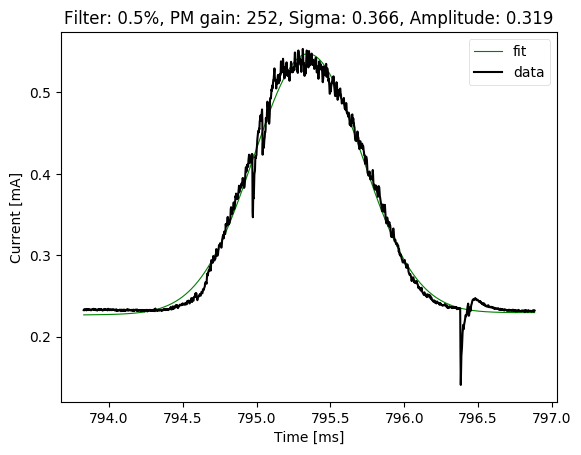 Filter: 0.5%, PM gain: 252, Sigma: 0.366, Amplitude: 0.319
fit
data
0.5
0.4
0.3
0.2
Current [mA]
794.0 794.5 795.0 795.5 796.0 796.5 797.0
Time [ms]